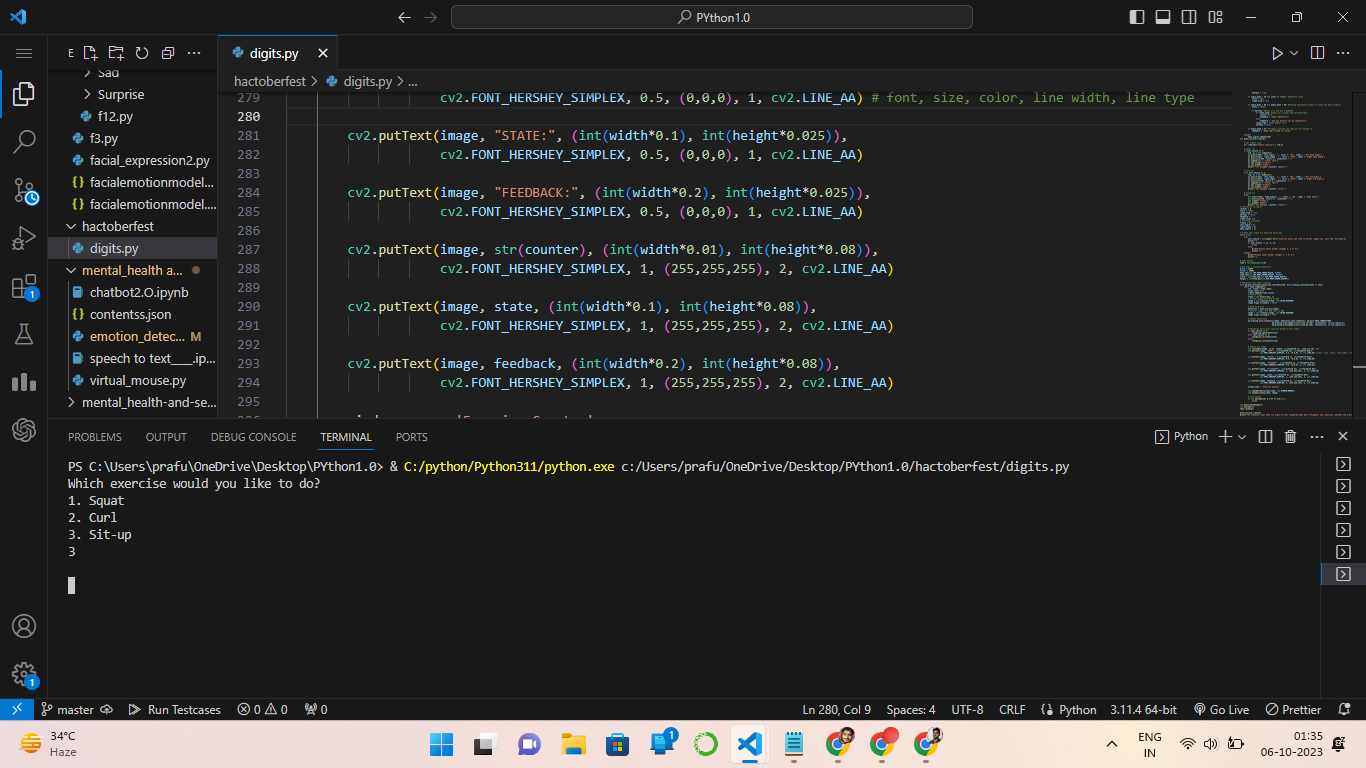 PYthon1.0
E
digits.py
Sad
Surprise
f12.py
f3.py
facial_expression2.py
facialemotionmodel...
facialemotionmodel....
hactoberfest
digits.py
mental_health a...
chatbot2.O.ipynb
contentss.json
emotion_detec... M
speech to text____.ip...
virtual_mouse.py
mental_health-and-se...
1
1
hactoberfest > digits.py > ...
279 cv2.FONT_HERSHEY_SIMPLEX, 0.5, (0,0,0), 1, cv2.LINE_AA) # font, size, color, line width, line type
280
281 cv2.putText(image, "STATE:", (int(width*0.1), int(height*0.025)),
282 cv2.FONT_HERSHEY_SIMPLEX, 0.5, (0,0,0), 1, cv2.LINE_AA)
283
284 cv2.putText(image, "FEEDBACK:", (int(width*0.2), int(height*0.025)),
285 cv2.FONT_HERSHEY_SIMPLEX, 0.5, (0,0,0), 1, cv2.LINE_AA)
286
287 cv2.putText(image, str(counter), (int(width*0.01), int(height*0.08)),
288 cv2.FONT_HERSHEY_SIMPLEX, 1, (255,255,255), 2, cv2.LINE_AA)
289
290 cv2.putText(image, state, (int(width*0.1), int(height*0.08)),
291 cv2.FONT_HERSHEY_SIMPLEX, 1, (255,255,255), 2, cv2.LINE_AA)
292
293 cv2.putText(image, feedback, (int(width*0.2), int(height*0.08)),
294 cv2.FONT_HERSHEY_SIMPLEX, 1, (255,255,255), 2, cv2.LINE_AA)
295
PROBLEMS OUTPUT DEBUG CONSOLE TERMINAL PORTS
Python
PS C:\Users\prafu\OneDrive\Desktop\PYthon1.0> & C:/python/Python311/python.exe c:/Users/prafu/OneDrive/Desktop/PYthon1.0/hactoberfest/digits.py
Which exercise would you like to do?
1. Squat
2. Curl
3. Sit-up
3
master Run Testcases 0 0 0 Ln 280, Col 9 Spaces: 4 UTF-8 CRLF Python 3.11.4 64-bit Go Live Prettier
34°C
Haze
1
ENG
IN
01:35
06-10-2023